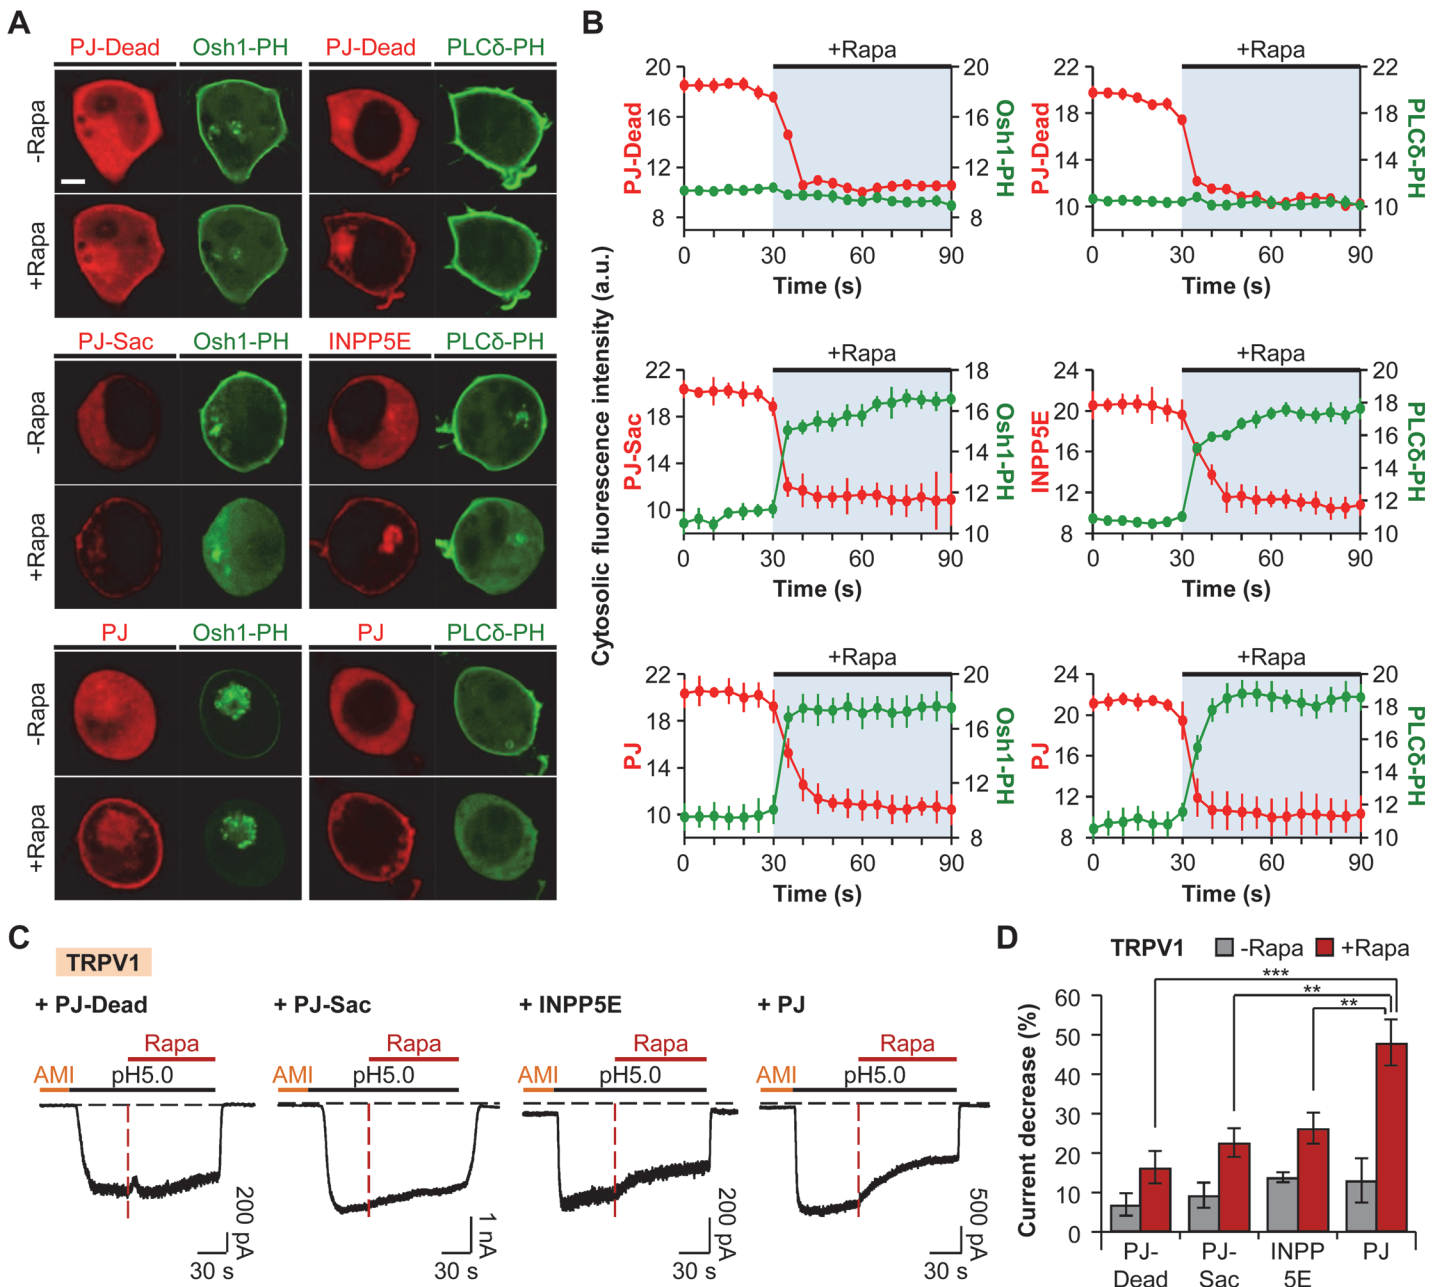 A
PJ-Dead Osh1-PH PJ-Dead PLCδ-PH
-Rapa
+Rapa
PJ-Sac Osh1-PH INPP5E PLCδ-PH
-Rapa
+Rapa
PJ Osh1-PH PJ PLCδ-PH
-Rapa
+Rapa
B
Cytosolic fluorescence intensity (a.u.)
+Rapa
PJ-Dead
20
16
12
8
20
16
12
8
Osh1-PH
0 30 60 90
Time (s)
+Rapa
PJ-Dead
22
18
14
10
22
18
14
10
PLCδ-PH
0 30 60 90
Time (s)
+Rapa
PJ-Sac
22
18
14
10
18
16
14
12
10
Osh1-PH
0 30 60 90
Time (s)
+Rapa
INPP5E
24
20
16
12
8
20
18
16
14
12
10
PLCδ-PH
0 30 60 90
Time (s)
+Rapa
PJ
22
18
14
10
20
16
12
8
Osh1-PH
0 30 60 90
Time (s)
+Rapa
PJ
24
20
16
12
8
20
18
16
14
12
10
PLCδ-PH
0 30 60 90
Time (s)
C
TRPV1
+ PJ-Dead
Rapa
AMI pH5.0
200 pA
30 s
+ PJ-Sac
Rapa
AMI pH5.0
1 nA
30 s
+ INPP5E
Rapa
AMI pH5.0
200 pA
30 s
+ PJ
Rapa
AMI pH5.0
500 pA
30 s
D
TRPV1 -Rapa +Rapa
***
**
**
Current decrease (%)
60
50
40
30
20
10
0
PJ- PJ- INPP PJ
Dead Sac 5E